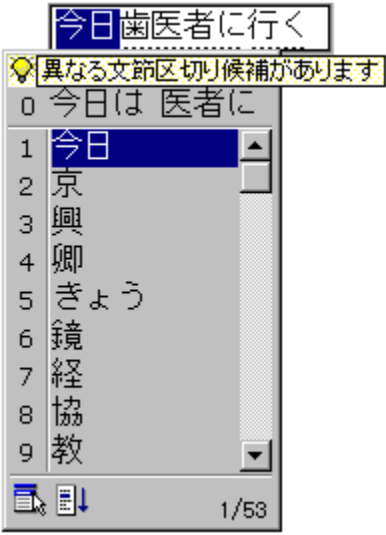 今日歯医者に行く
異なる文節区切り候補があります
0 今日は 医者に
1 今日
2 京
3 興
4 卿
5 きょう
6 鏡
7 経
8 協
9 教
1/53